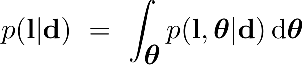 p(𝐥|𝐝) = ∫_𝛉 p(𝐥, 𝛉|𝐝) d𝛉